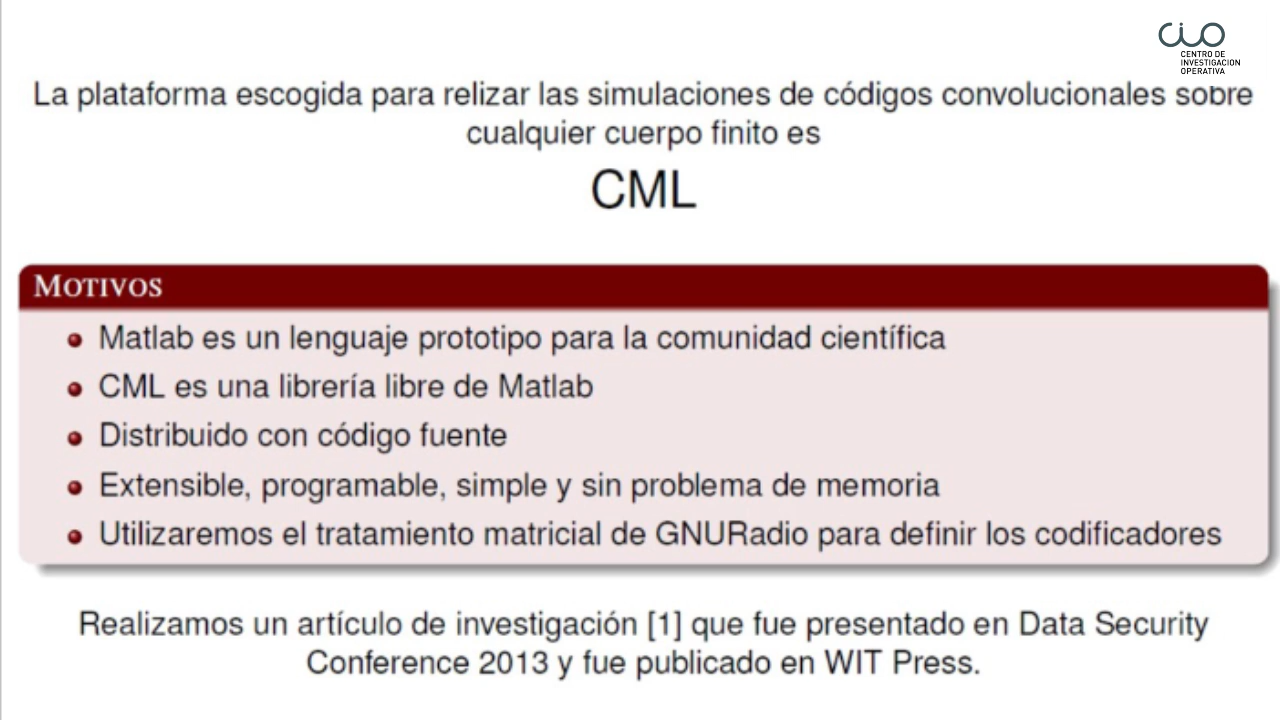 CIO
CENTRO DE
INVESTIGACION
OPERATIVA
La plataforma escogida para relizar las simulaciones de códigos convolucionales sobre
cualquier cuerpo finito es
CML
MOTIVOS
Matlab es un lenguaje prototipo para la comunidad científica
CML es una librería libre de Matlab
Distribuido con código fuente
Extensible, programable, simple y sin problema de memoria
Utilizaremos el tratamiento matricial de GNURadio para definir los codificadores
Realizamos un artículo de investigación [1] que fue presentado en Data Security
Conference 2013 y fue publicado en WIT Press.